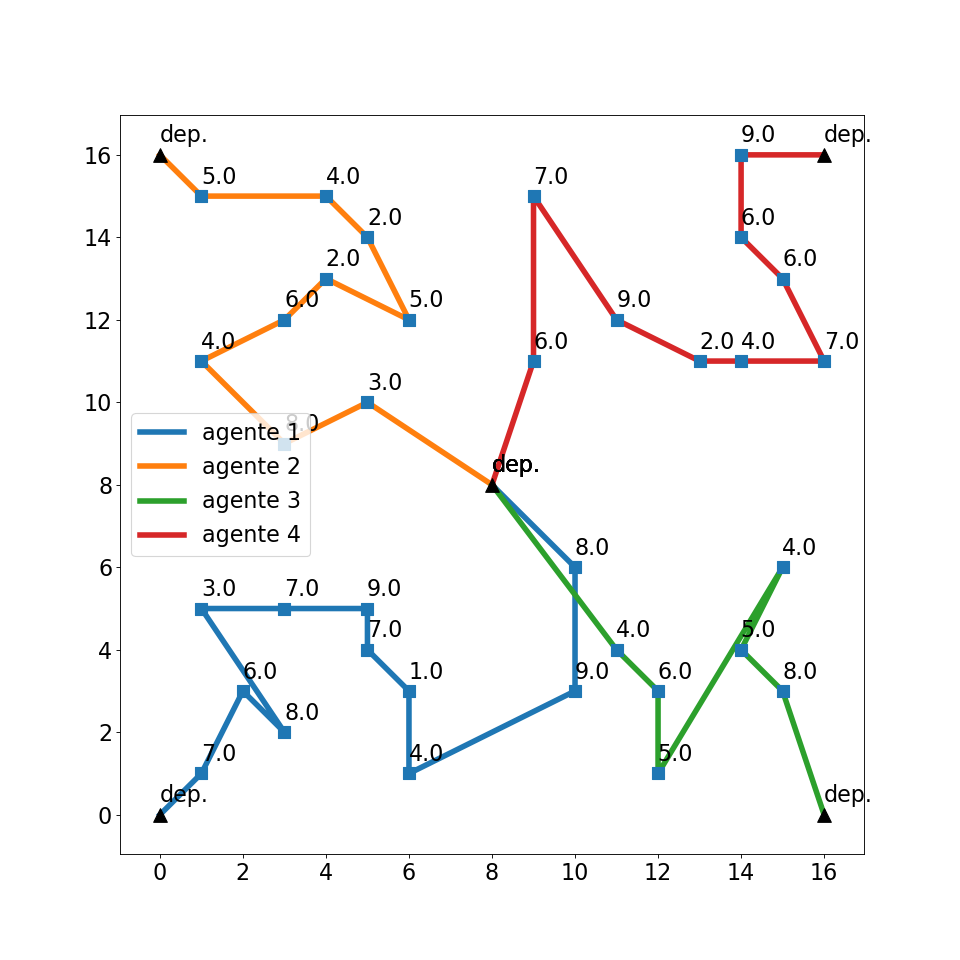 dep. 9.0 dep.
16
5.0 4.0 7.0
2.0 6.0
14
2.0 6.0
6.0 5.0 9.0
12
4.0 6.0 2.0 4.0 7.0
3.0
10
8.0
agente 1
agente 2 dep. dep.
8
agente 3
agente 4
8.0 4.0
6
3.0 7.0 9.0
7.0 4.0 5.0
4
6.0 1.0 9.0 6.0 8.0
8.0
2
7.0 4.0 5.0
dep. dep.
0
0 2 4 6 8 10 12 14 16